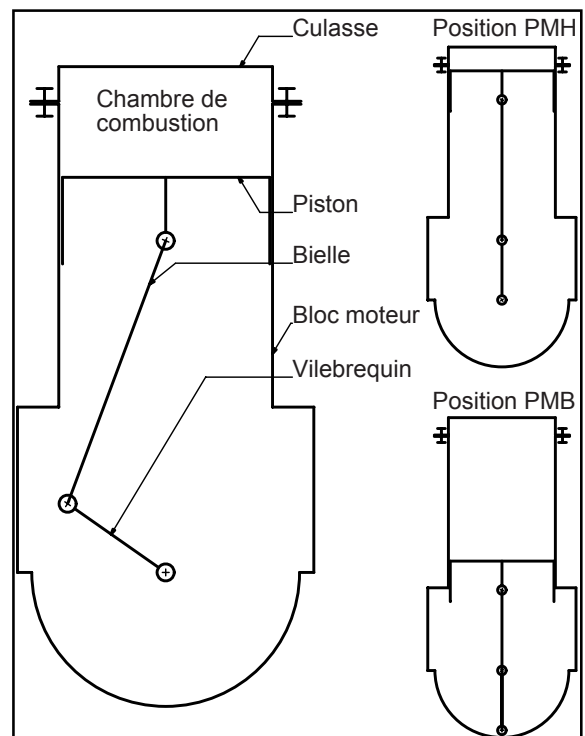 Culasse
Chambre de
combustion
Piston
Bielle
Bloc moteur
Vilebrequin
Position PMH
Position PMB